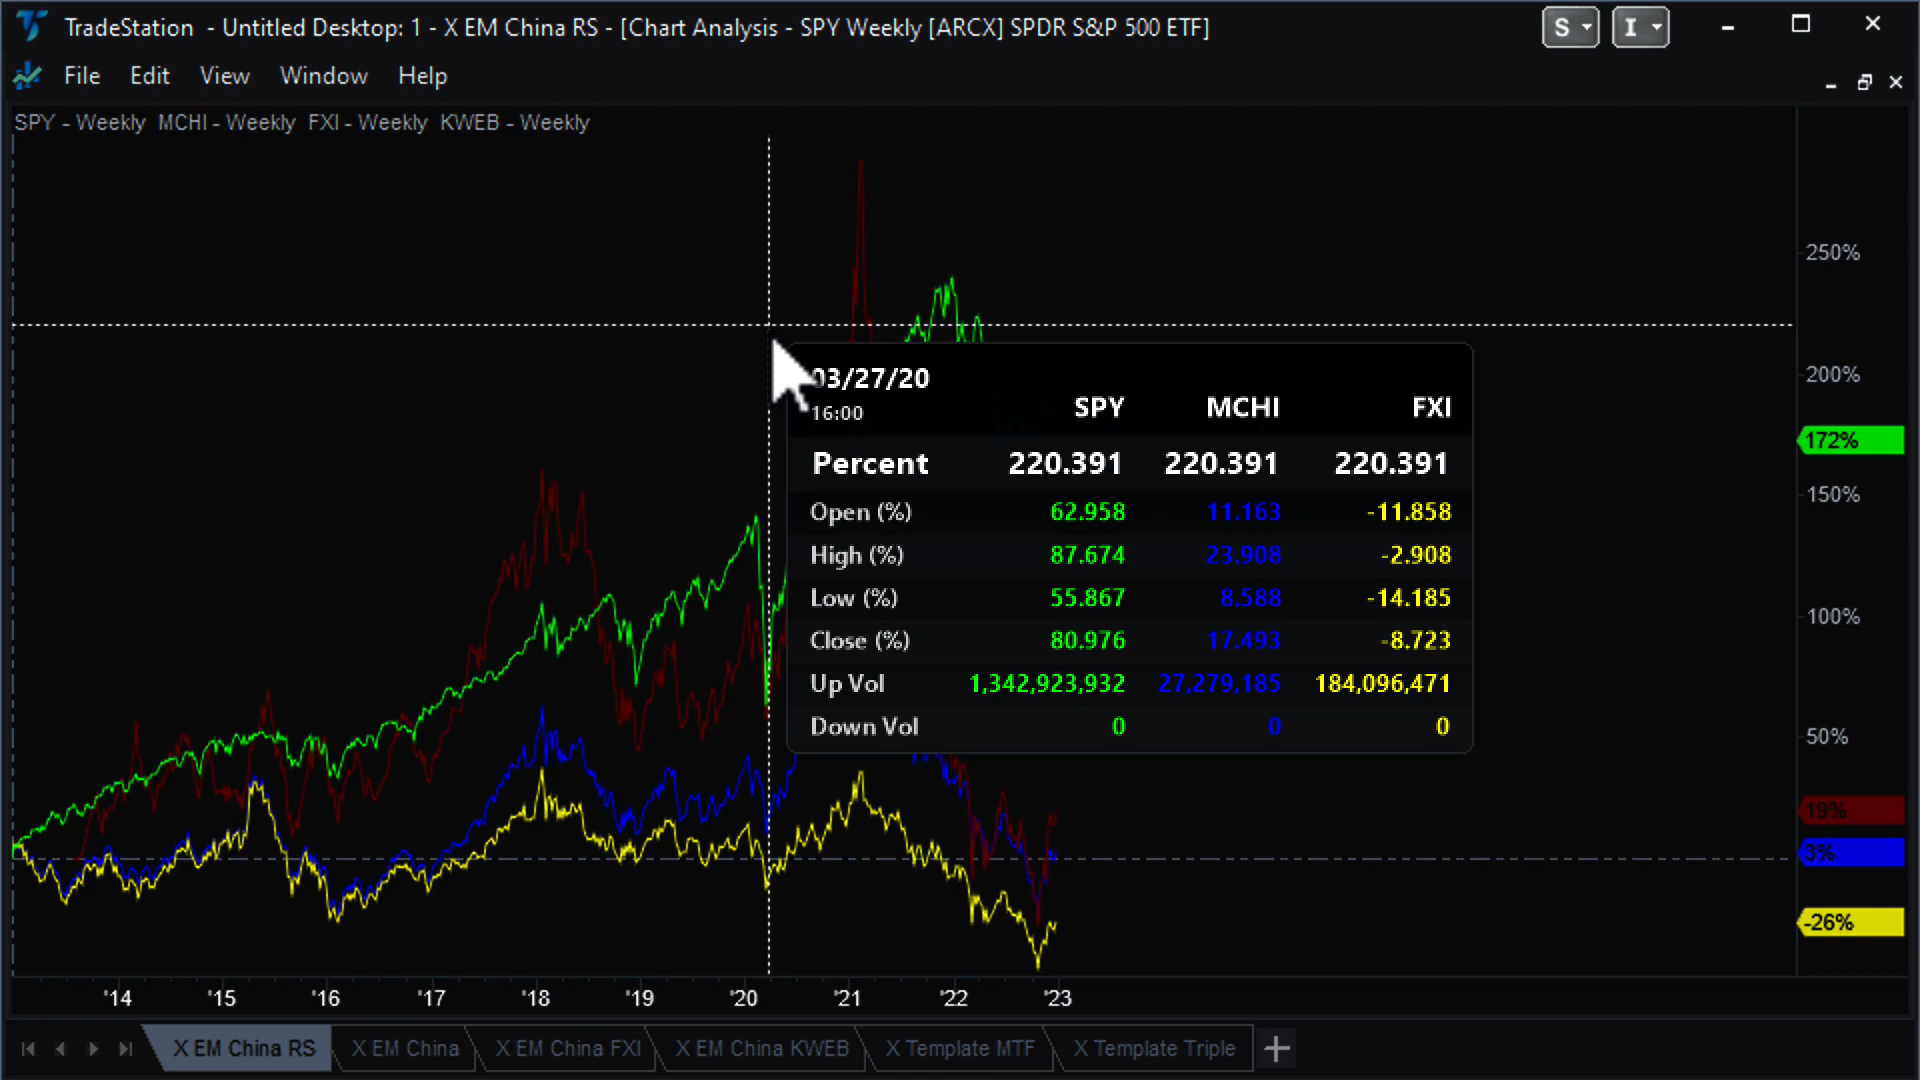 TradeStation - Untitled Desktop: 1 - X EM China RS - [Chart Analysis - SPY Weekly [ARCX] SPDR S&P 500 ETF]
S I
File Edit View Window Help
SPY - Weekly MCHI - Weekly FXI - Weekly KWEB - Weekly
250%
200%
172%
150%
100%
50%
19%
3%
-26%
03/27/20
16:00 SPY MCHI FXI
Percent 220.391 220.391 220.391
Open (%) 62.958 11.163 -11.858
High (%) 87.674 23.908 -2.908
Low (%) 55.867 8.588 -14.185
Close (%) 80.976 17.493 -8.723
Up Vol 1,342,923,932 27,279,185 184,096,471
Down Vol 0 0 0
'14 '15 '16 '17 '18 '19 '20 '21 '22 '23
X EM China RS X EM China X EM China FXI X EM China KWEB X Template MTF X Template Triple +